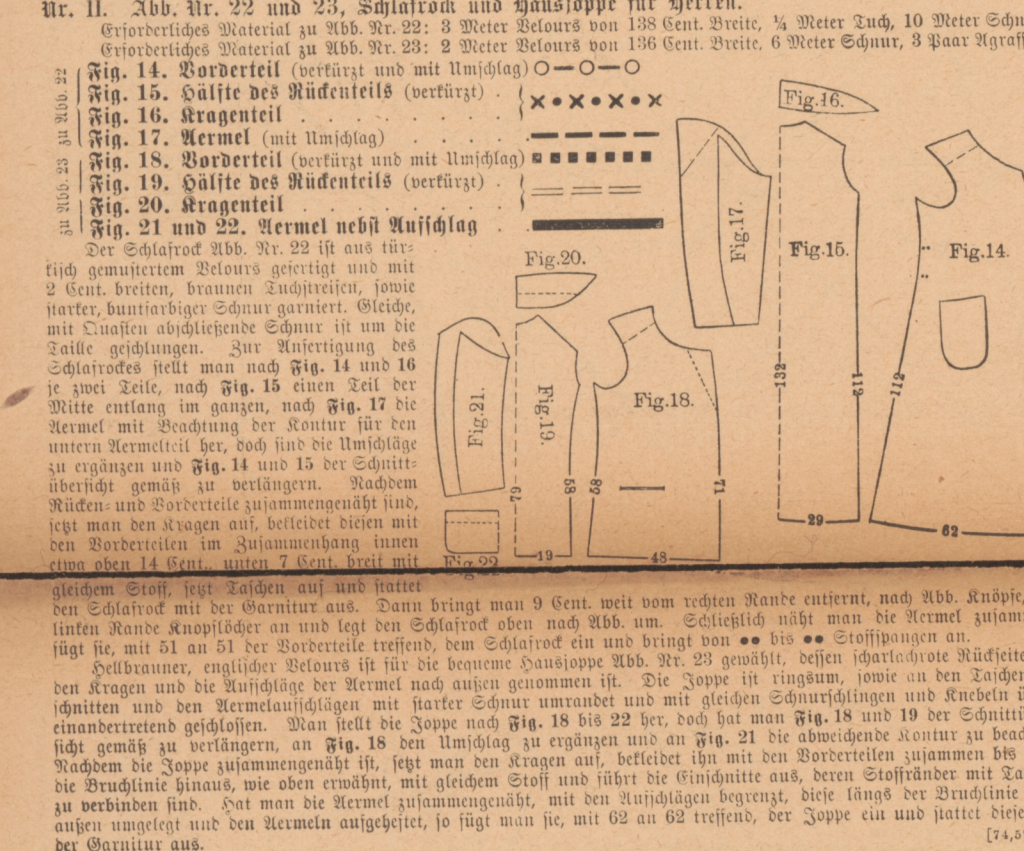 Nr. II. Abb. Nr. 22 und 23, Schlafrock und Hausjoppe für Herren.
Erforderliches Material zu Abb. Nr. 22: 3 Meter Velours von 138 Cent. Breite, ¼ Meter Tuch, 10 Meter Schn
Erforderliches Material zu Abb. Nr. 23: 2 Meter Velours von 136 Cent. Breite, 6 Meter Schnur, 3 Paar Agraff
zu Abb. 22
Fig. 14. Vorderteil (verkürzt und mit Umschlag)
Fig. 15. Hälfte des Rückenteils (verkürzt) .
Fig. 16. Kragenteil . . . . . .
Fig. 17. Aermel (mit Umschlag) . . . .
zu Abb. 23
Fig. 18. Vorderteil (verkürzt und mit Umschlag)
Fig. 19. Hälfte des Rückenteils (verkürzt) .
Fig. 20. Kragenteil . . . . . .
Fig. 21 und 22. Aermel nebst Aufschlag .
Der Schlafrock Abb. Nr. 22 ist aus tür-
kisch gemustertem Velours gefertigt und mit
2 Cent. breiten, braunen Tuchstreifen, sowie
starker, buntfarbiger Schnur garniert. Gleiche,
mit Quasten abschließende Schnur ist um die
Taille geschlungen. Zur Anfertigung des
Schlafrockes stellt man nach Fig. 14 und 16
je zwei Teile, nach Fig. 15 einen Teil der
Mitte entlang im ganzen, nach Fig. 17 die
Aermel mit Beachtung der Kontur für den
untern Aermelteil her, doch sind die Umschläge
zu ergänzen und Fig. 14 und 15 der Schnitt-
übersicht gemäß zu verlängern. Nachdem
Rücken- und Vorderteile zusammengenäht sind,
setzt man den Kragen auf, bekleidet diesen mit
den Vorderteilen im Zusammenhang innen
etwa oben 14 Cent., unten 7 Cent. breit mit
gleichem Stoff, setzt Taschen auf und stattet
den Schlafrock mit der Garnitur aus. Dann bringt man 9 Cent. weit vom rechten Rande entfernt, nach Abb. Knöpfe,
linken Rande Knopflöcher an und legt den Schlafrock oben nach Abb. um. Schließlich näht man die Aermel zusam
fügt sie, mit 51 an 51 der Vorderteile treffend, dem Schlafrock ein und bringt von •• bis •• Stoffspangen an.
Hellbrauner, englischer Velours ist für die bequeme Hausjoppe Abb. Nr. 23 gewählt, dessen scharlachrote Rückseite
den Kragen und die Aufschläge der Aermel nach außen genommen ist. Die Joppe ist ringsum, sowie an den Taschen
schnitten und den Aermelaufschlägen mit starker Schnur umrandet und mit gleichen Schnurschlingen und Knebeln ü
einandertretend geschlossen. Man stellt die Joppe nach Fig. 18 bis 22 her, doch hat man Fig. 18 und 19 der Schnittü
sicht gemäß zu verlängern, an Fig. 18 den Umschlag zu ergänzen und an Fig. 21 die abweichende Kontur zu beac
Nachdem die Joppe zusammengenäht ist, setzt man den Kragen auf, bekleidet ihn mit den Vorderteilen zusammen bis
die Bruchlinie hinaus, wie oben erwähnt, mit gleichem Stoff und führt die Einschnitte aus, deren Stoffränder mit Ta
zu verbinden sind. Hat man die Aermel zusammengenäht, mit den Aufschlägen begrenzt, diese längs der Bruchlinie
außen umgelegt und den Aermeln aufgeheftet, so fügt man sie, mit 62 an 62 treffend, der Joppe ein und stattet diese
der Garnitur aus.
[74,5
Fig.16.
Fig.17.
Fig.15.
132
112
29
Fig.14.
112
62
Fig.20.
Fig.21.
Fig.22
Fig.19.
79
58
19
Fig.18.
58
71
48